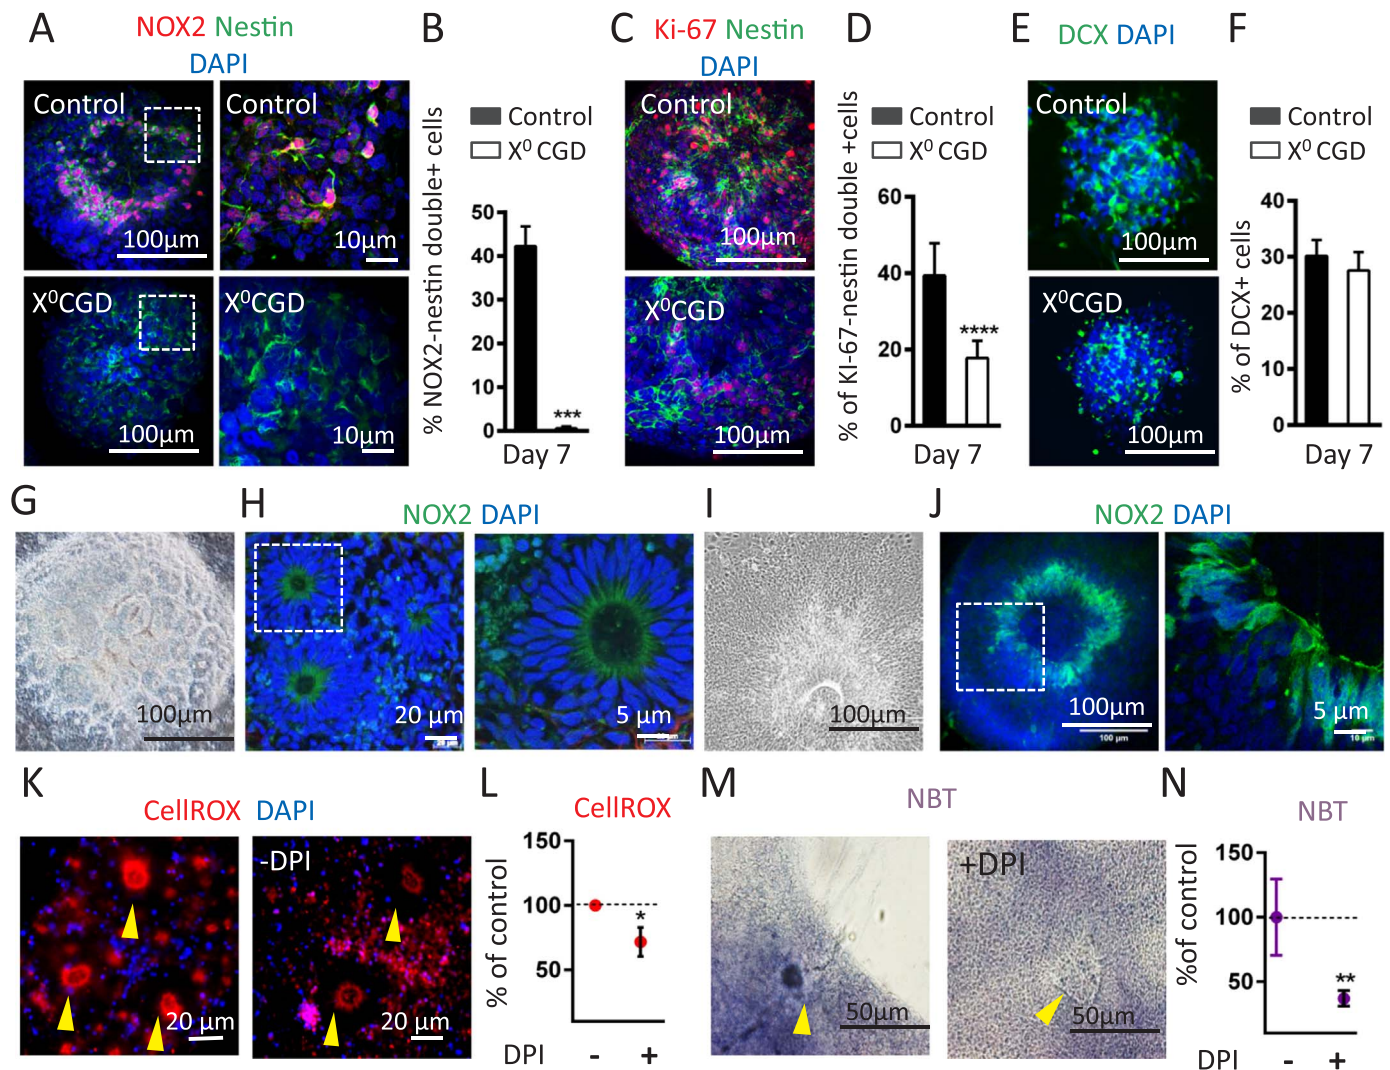 A
NOX2 Nestin
DAPI
Control
100µm
Control
10µm
X⁰CGD
100µm
X⁰CGD
10µm
B
% NOX2-nestin double+ cells
Control
X⁰ CGD
50
40
30
20
10
0
***
Day 7
C
Ki-67 Nestin
DAPI
Control
100µm
X⁰CGD
100µm
D
% of KI-67-nestin double +cells
Control
X⁰ CGD
60
40
20
0
****
Day 7
E
DCX DAPI
Control
100µm
X⁰CGD
100µm
F
% of DCX+ cells
Control
X⁰ CGD
40
30
20
10
0
Day 7
G
100µm
H
NOX2 DAPI
20 µm
5 µm
I
100µm
J
NOX2 DAPI
100µm
100 µm
5 µm
10 µm
K
CellROX DAPI
20 µm
-DPI
20 µm
L
CellROX
% of control
150
100
50
*
DPI - +
M
NBT
50µm
+DPI
50µm
N
NBT
%of control
150
100
50
**
DPI - +